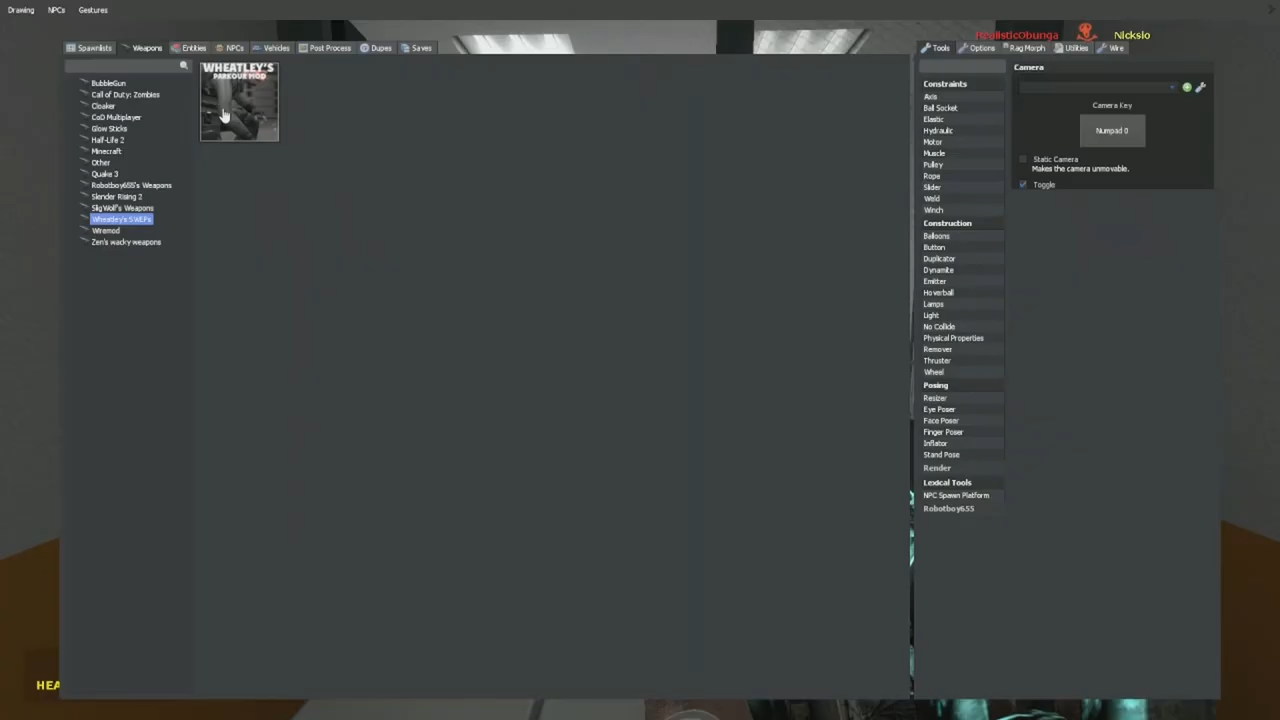 Drawing NPCs Gestures
RealisticObunga Nickslo
Spawnlists Weapons Entities NPCs Vehicles Post Process Dupes Saves
Tools Options Rag Morph Utilities Wire
BubbleGun
Call of Duty: Zombies
Cloaker
CoD Multiplayer
Glow Sticks
Half-Life 2
Minecraft
Other
Quake 3
Robotboy655's Weapons
Slender Rising 2
SligWolf's Weapons
Wheatley's SWEPs
Wiremod
Zen's wacky weapons
WHEATLEY'S
PARKOUR MOD
Constraints
Axis
Ball Socket
Elastic
Hydraulic
Motor
Muscle
Pulley
Rope
Slider
Weld
Winch
Construction
Balloons
Button
Duplicator
Dynamite
Emitter
Hoverball
Lamps
Light
No Collide
Physical Properties
Remover
Thruster
Wheel
Posing
Resizer
Eye Poser
Face Poser
Finger Poser
Inflator
Stand Pose
Render
Lexical Tools
NPC Spawn Platform
Robotboy655
Camera
Camera Key
Numpad 0
Static Camera
Makes the camera unmovable.
Toggle
HEA